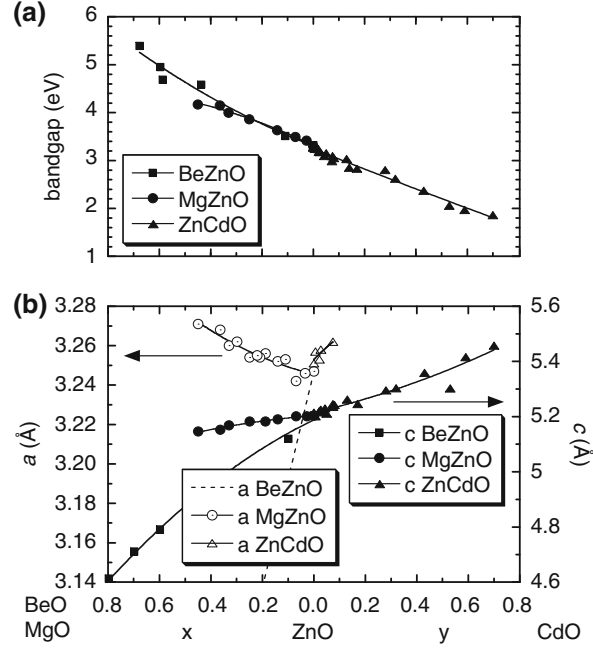 (a)
6
5
4
3
2
1
bandgap (eV)
BeZnO
MgZnO
ZnCdO
(b)
3.28
3.26
3.24
3.22
3.20
3.18
3.16
3.14
a (Å)
5.6
5.4
5.2
5
4.8
4.6
c (Å)
c BeZnO
c MgZnO
c ZnCdO
a BeZnO
a MgZnO
a ZnCdO
0.8 0.6 0.4 0.2 0.0 0.2 0.4 0.6 0.8
BeO
MgO x ZnO y CdO